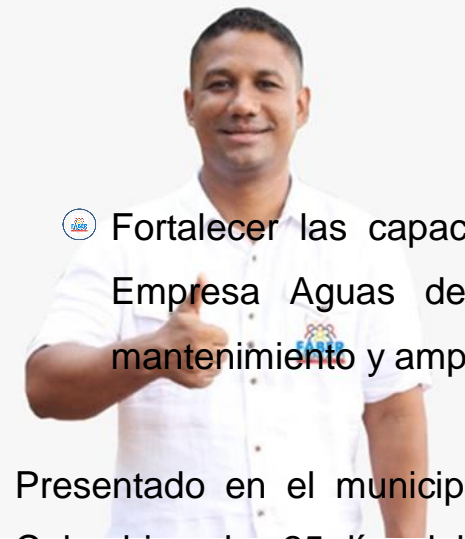 Fortalecer las capac
Empresa Aguas de
mantenimiento y amp
Presentado en el municip